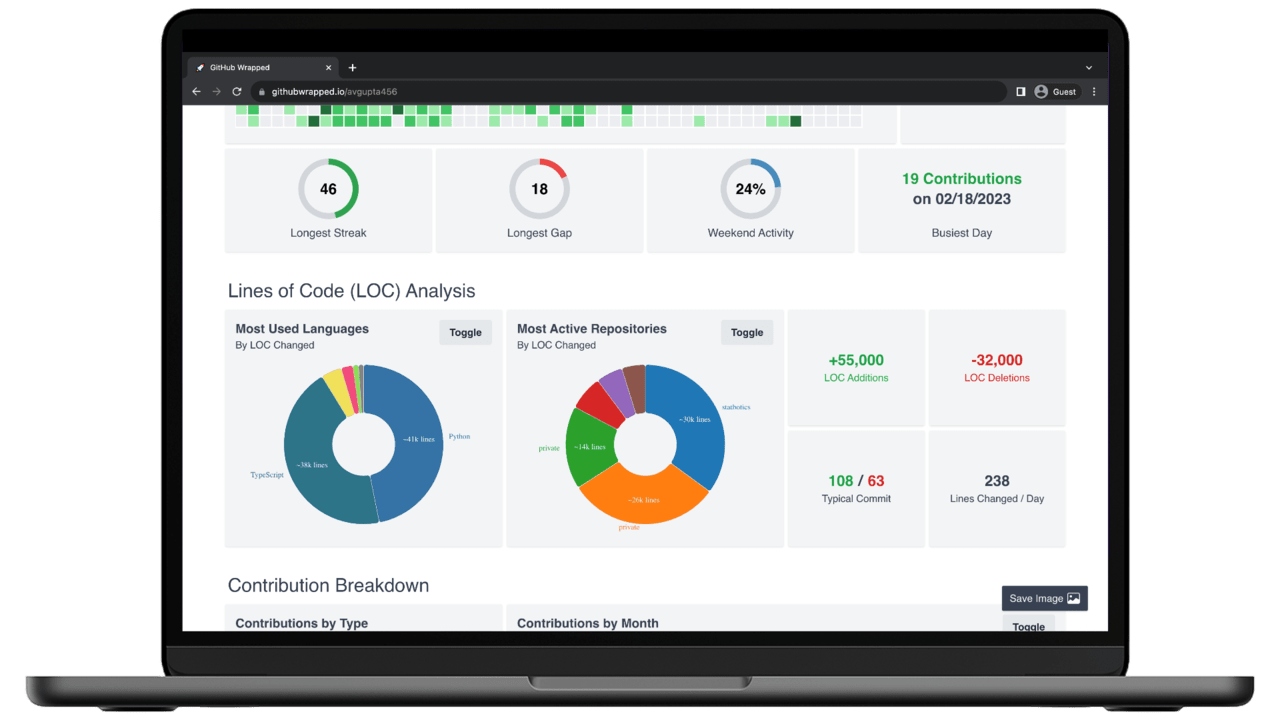 GitHub Wrapped
githubwrapped.io/avgupta456
Guest
46
Longest Streak
18
Longest Gap
24%
Weekend Activity
19 Contributions
on 02/18/2023
Busiest Day
Lines of Code (LOC) Analysis
Most Used Languages
By LOC Changed
Toggle
~41k lines
Python
~38k lines
TypeScript
Most Active Repositories
By LOC Changed
Toggle
~30k lines
statbotics
private
~14k lines
~26k lines
private
+55,000
LOC Additions
-32,000
LOC Deletions
108 / 63
Typical Commit
238
Lines Changed / Day
Contribution Breakdown
Save Image
Contributions by Type
Contributions by Month
Toggle